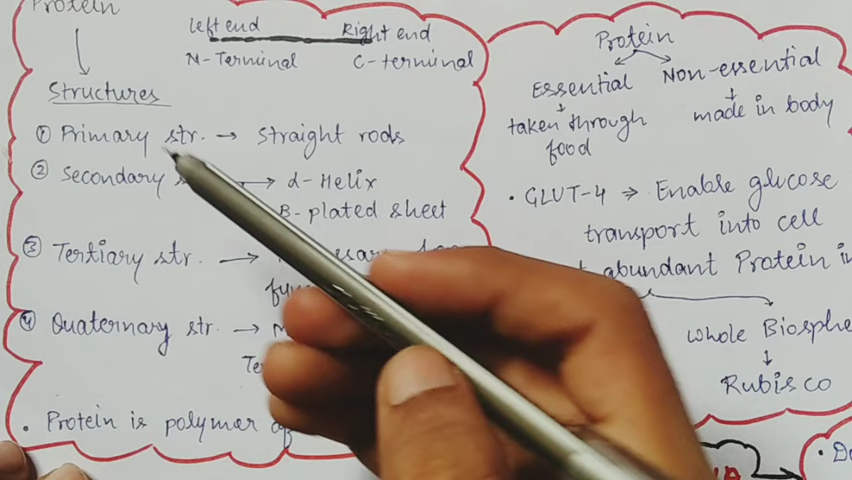 Protein
Left end Right end
N-Terminal C-terminal
Structures
① Primary str. → Straight rods
② Secondary → α-Helix
B-plated sheet
③ Tertiary str. →
④ Quaternary str. →
• Protein is polymer of
Protein
Essential Non-essential
taken through food
made in body
• GLUT-4 ⇒ Enable glucose
transport into cell
abundant Protein in
whole Biosphe
↓
Rubisco